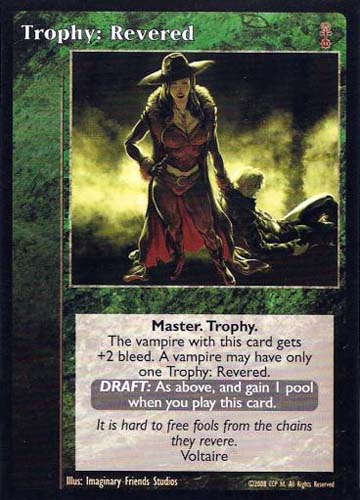 Trophy: Revered
Master. Trophy.
The vampire with this card gets
+2 bleed. A vampire may have only
one Trophy: Revered.
DRAFT: As above, and gain 1 pool
when you play this card.
It is hard to free fools from the chains
they revere.
Voltaire
Illus: Imaginary Friends Studios
©2008 CCP hf. All Rights Reserved